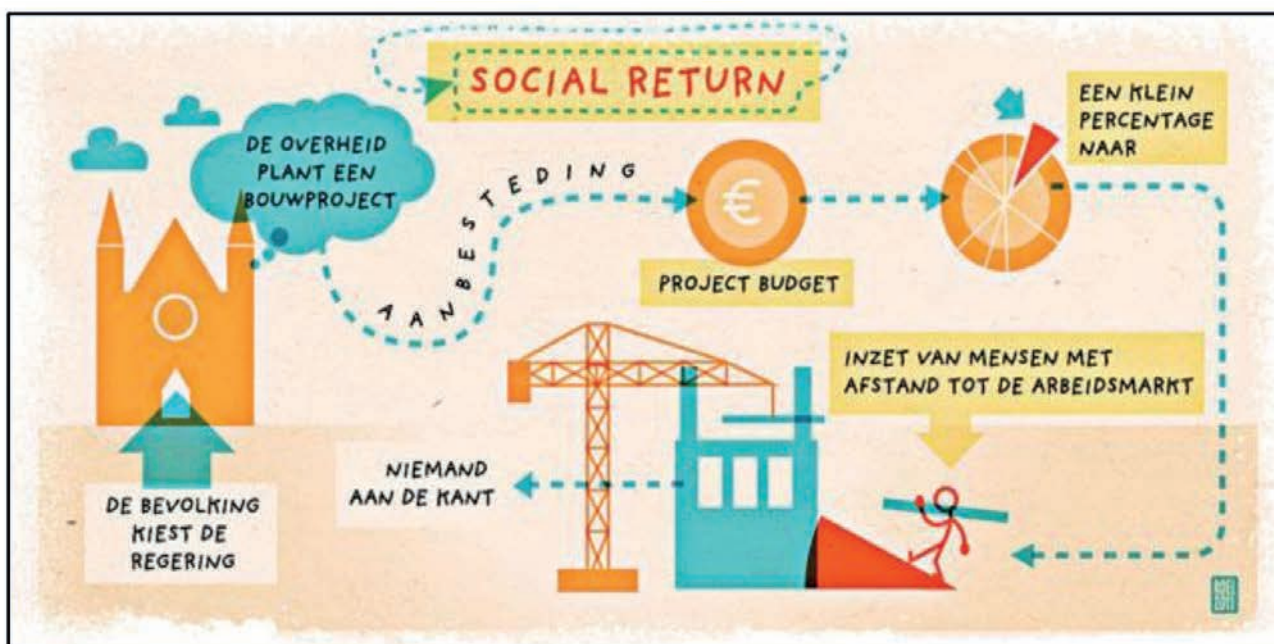 SOCIAL RETURN
DE OVERHEID
PLANT EEN
BOUWPROJECT
AANBESTEDING
€
PROJECT BUDGET
EEN KLEIN
PERCENTAGE
NAAR
INZET VAN MENSEN MET
AFSTAND TOT DE ARBEIDSMARKT
NIEMAND
AAN DE KANT
DE BEVOLKING
KIEST DE
REGERING